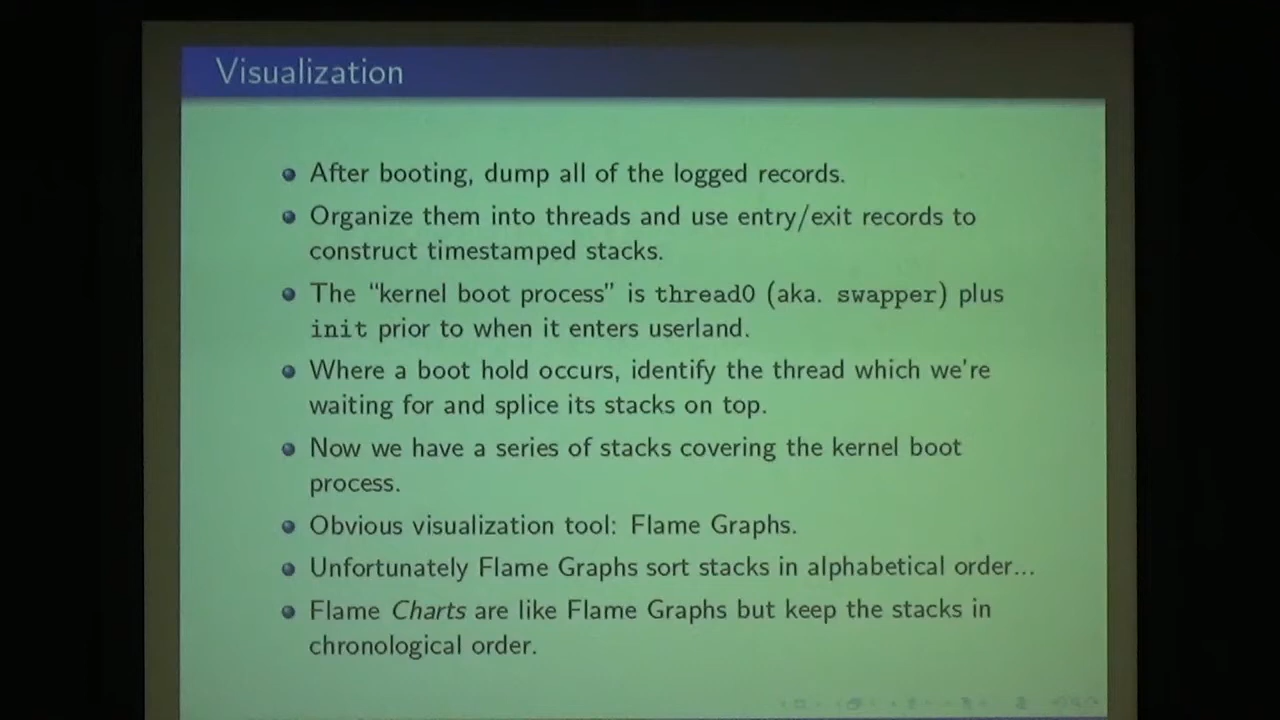 Visualization
After booting, dump all of the logged records.
Organize them into threads and use entry/exit records to
construct timestamped stacks.
The “kernel boot process” is thread0 (aka. swapper) plus
init prior to when it enters userland.
Where a boot hold occurs, identify the thread which we're
waiting for and splice its stacks on top.
Now we have a series of stacks covering the kernel boot
process.
Obvious visualization tool: Flame Graphs.
Unfortunately Flame Graphs sort stacks in alphabetical order...
Flame Charts are like Flame Graphs but keep the stacks in
chronological order.